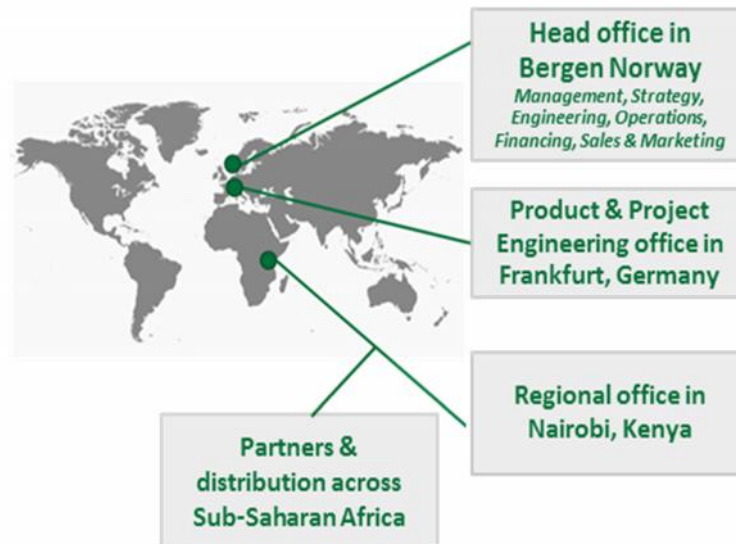 Head office in
Bergen Norway
Management, Strategy,
Engineering, Operations,
Financing, Sales & Marketing
Product & Project
Engineering office in
Frankfurt, Germany
Regional office in
Nairobi, Kenya
Partners &
distribution across
Sub-Saharan Africa